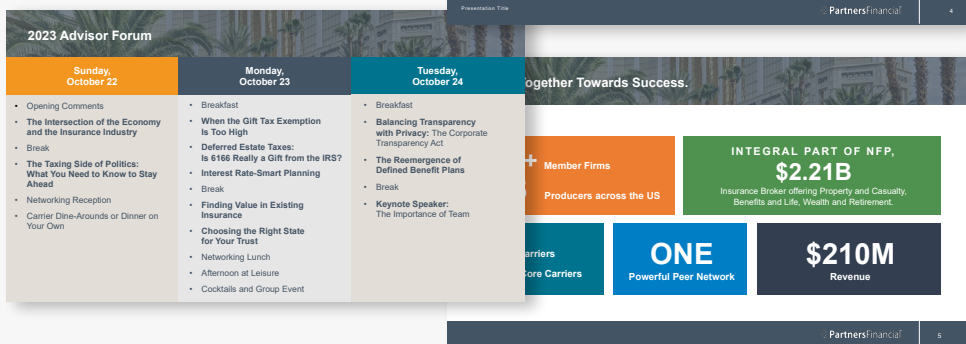 2023 Advisor Forum
Sunday,
October 22
• Opening Comments
• The Intersection of the Economy
and the Insurance Industry
• Break
• The Taxing Side of Politics:
What You Need to Know to Stay
Ahead
• Networking Reception
• Carrier Dine-Arounds or Dinner on
Your Own
Monday,
October 23
• Breakfast
• When the Gift Tax Exemption
Is Too High
• Deferred Estate Taxes:
Is 6166 Really a Gift from the IRS?
• Interest Rate-Smart Planning
• Break
• Finding Value in Existing
Insurance
• Choosing the Right State
for Your Trust
• Networking Lunch
• Afternoon at Leisure
• Cocktails and Group Event
Tuesday,
October 24
• Breakfast
• Balancing Transparency
with Privacy: The Corporate
Transparency Act
• The Reemergence of
Defined Benefit Plans
• Break
• Keynote Speaker:
The Importance of Team
Presentation Title
PartnersFinancial
4
ogether Towards Success.
+ Member Firms
Producers across the US
INTEGRAL PART OF NFP,
$2.21B
Insurance Broker offering Property and Casualty,
Benefits and Life, Wealth and Retirement.
arriers
Core Carriers
ONE
Powerful Peer Network
$210M
Revenue
PartnersFinancial
5